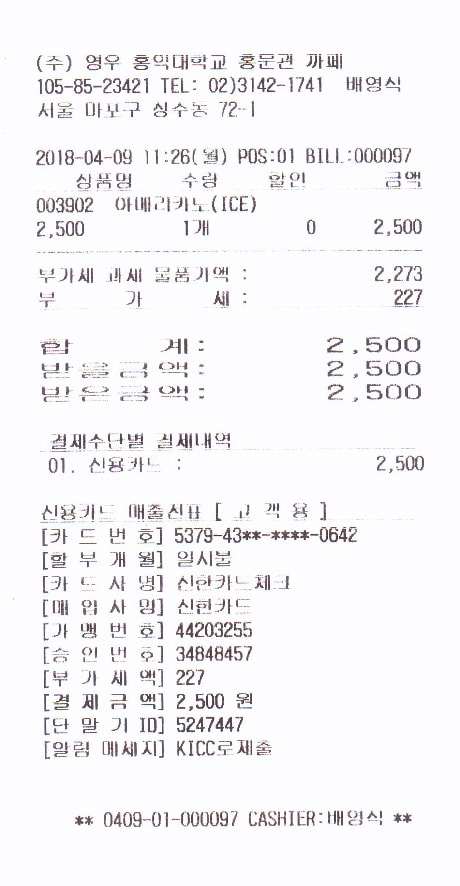 (주) 영우 홍익대학교 홍문관 까페
105-85-23421 TEL: 02)3142-1741 배영식
서울 마포구 상수동 72-1
2018-04-09 11:26(월) POS:01 BILL:000097
상품명 수량 할인 금액
003902 아메리카노(ICE)
2,500 1개 0 2,500
부가세 과세 물품가액 : 2,273
부 가 세 : 227
합 계 : 2,500
받을금액 : 2,500
받은금액 : 2,500
결제수단별 결제내역
01. 신용카드 : 2,500
신용카드 매출전표 [ 고 객 용 ]
[카 드 번 호] 5379-43**-****-0642
[할 부 개 월] 일시불
[카 드 사 명] 신한카드체크
[매 입 사 명] 신한카드
[가 맹 번 호] 44203255
[승 인 번 호] 34848457
[부 가 세 액] 227
[결 제 금 액] 2,500 원
[단 말 기 ID] 5247447
[알림 메세지] KICC로제출
** 0409-01-000097 CASHIER:배영식 **